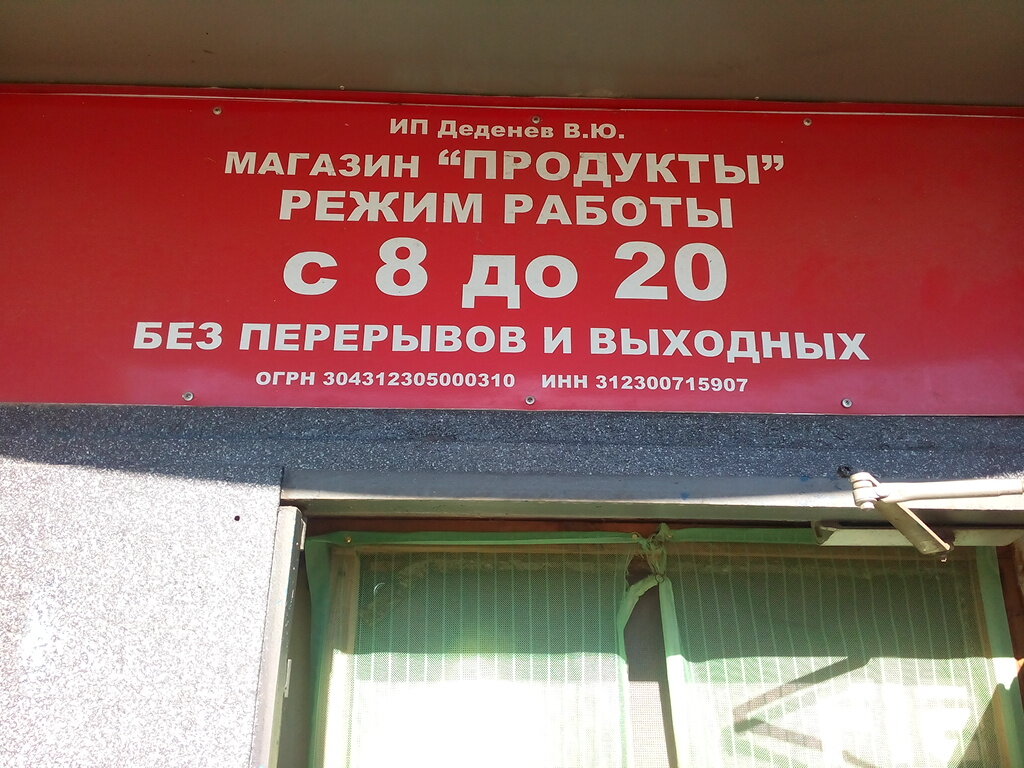 ИП Деденев В.Ю.
МАГАЗИН “ПРОДУКТЫ”
РЕЖИМ РАБОТЫ
с 8 до 20
БЕЗ ПЕРЕРЫВОВ И ВЫХОДНЫХ
ОГРН 304312305000310 ИНН 312300715907